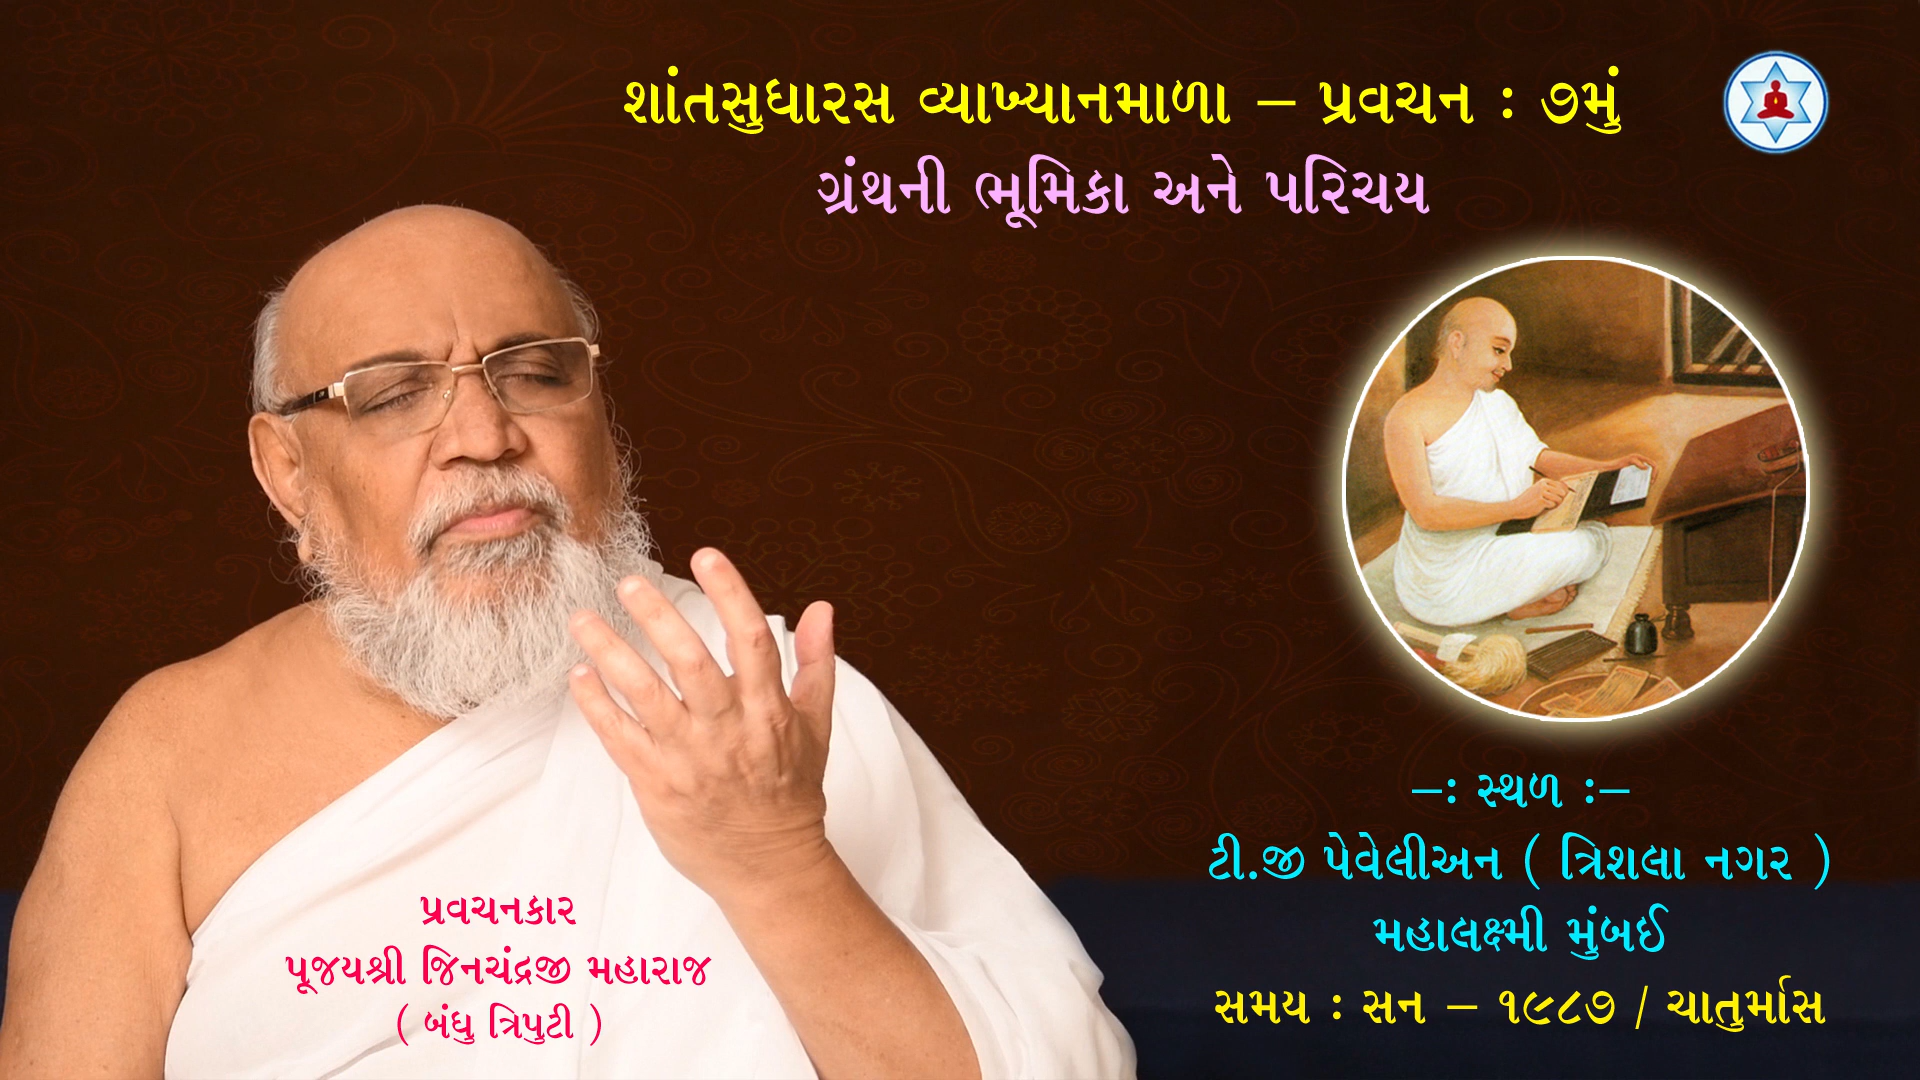 શાંતસુધારસ વ્યાખ્યાનમાળા – પ્રવચન : ૭મું
ગ્રંથની ભૂમિકા અને પરિચય
–: સ્થળ :–
ટી.જી પેવેલીઅન ( ત્રિશલા નગર )
મહાલક્ષ્મી મુંબઈ
સમય : સન – ૧૯૮૭ / ચાતુર્માસ
પ્રવચનકાર
પૂજયશ્રી જિનચંદ્રજી મહારાજ
( બંધુ ત્રિપુટી )